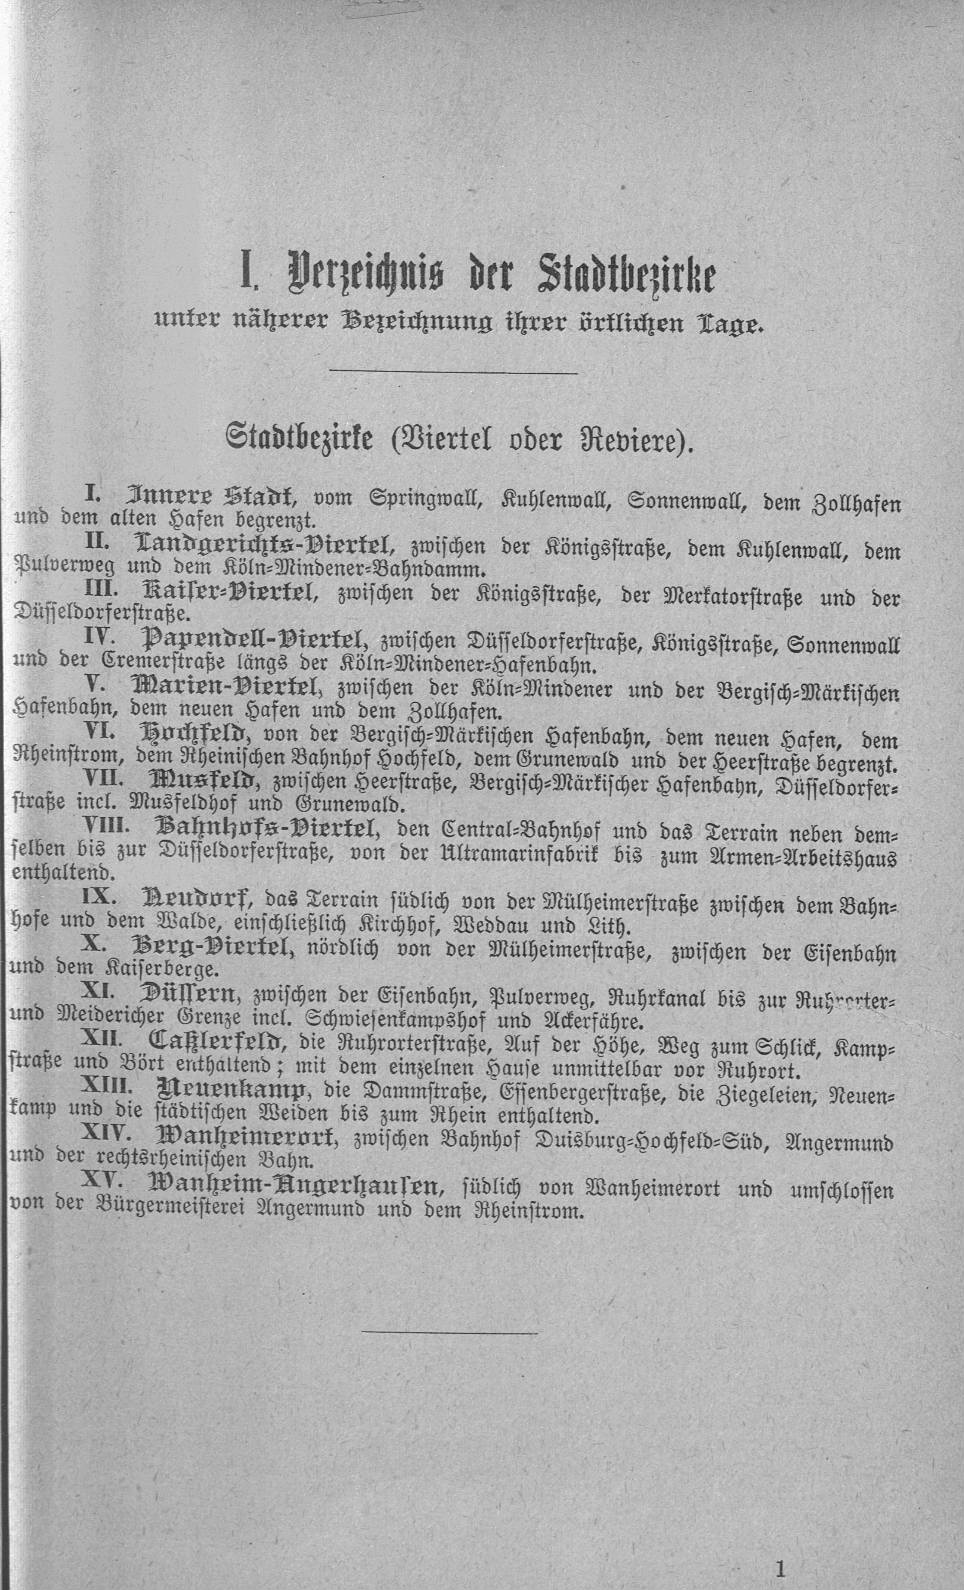 I. Verzeichnis der Stadtbezirke
unter näherer Bezeichnung ihrer örtlichen Lage.
Stadtbezirke (Viertel oder Reviere).
I. Innere Stadt, vom Springwall, Kuhlenwall, Sonnenwall, dem Zollhafen
und dem alten Hafen begrenzt.
II. Landgerichts-Viertel, zwischen der Königsstraße, dem Kuhlenwall, dem
Pulverweg und dem Köln-Mindener-Bahndamm.
III. Kaiser-Viertel, zwischen der Königsstraße, der Merkatorstraße und der
Düsseldorferstraße.
IV. Papendell-Viertel, zwischen Düsseldorferstraße, Königsstraße, Sonnenwall
und der Cremerstraße längs der Köln-Mindener-Hafenbahn.
V. Marien-Viertel, zwischen der Köln-Mindener und der Bergisch-Märkischen
Hafenbahn, dem neuen Hafen und dem Zollhafen.
VI. Hochfeld, von der Bergisch-Märkischen Hafenbahn, dem neuen Hafen, dem
Rheinstrom, dem Rheinischen Bahnhof Hochfeld, dem Grunewald und der Heerstraße begrenzt.
VII. Musfeld, zwischen Heerstraße, Bergisch-Märkischer Hafenbahn, Düsseldorfer-
straße incl. Musfeldhof und Grunewald.
VIII. Bahnhofs-Viertel, den Central-Bahnhof und das Terrain neben dem-
selben bis zur Düsseldorferstraße, von der Ultramarinfabrik bis zum Armen-Arbeitshaus
enthaltend.
IX. Neudorf, das Terrain südlich von der Mülheimerstraße zwischen dem Bahn-
hofe und dem Walde, einschließlich Kirchhof, Weddau und Lith.
X. Berg-Viertel, nördlich von der Mülheimerstraße, zwischen der Eisenbahn
und dem Kaiserberge.
XI. Düssern, zwischen der Eisenbahn, Pulverweg, Ruhrkanal bis zur Ruhrorter-
und Meidericher Grenze incl. Schwiesenkampshof und Ackerfähre.
XII. Caßlerfeld, die Ruhrorterstraße, Auf der Höhe, Weg zum Schlick, Kamp-
straße und Bört enthaltend; mit dem einzelnen Hause unmittelbar vor Ruhrort.
XIII. Neuenkamp, die Dammstraße, Essenbergerstraße, die Ziegeleien, Neuen-
kamp und die städtischen Weiden bis zum Rhein enthaltend.
XIV. Wanheimerort, zwischen Bahnhof Duisburg-Hochfeld-Süd, Angermund
und der rechtsrheinischen Bahn.
XV. Wanheim-Angerhausen, südlich von Wanheimerort und umschlossen
von der Bürgermeisterei Angermund und dem Rheinstrom.
1